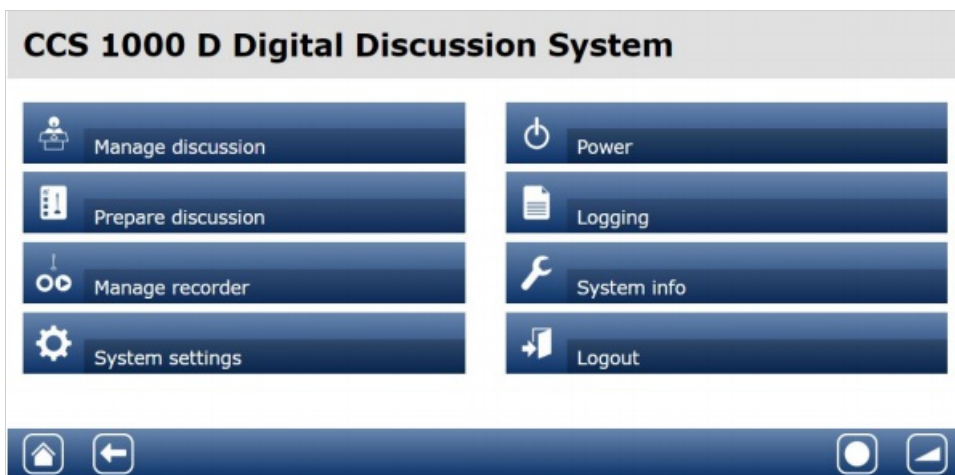 CCS 1000 D Digital Discussion System
Manage discussion
Prepare discussion
Manage recorder
System settings
Power
Logging
System info
Logout